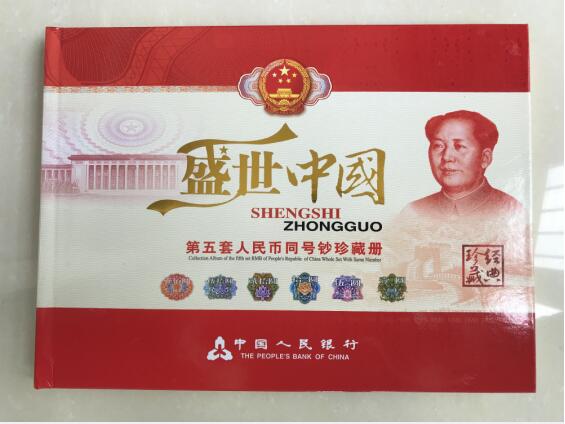 盛世中國
SHENGSHI
ZHONGGUO
第五套人民币同号钞珍藏册
Collection Album of the fifth set RMB of People's Republic of China Whole Set With Same Number
经典
珍藏
中国人民银行
THE PEOPLE'S BANK OF CHINA